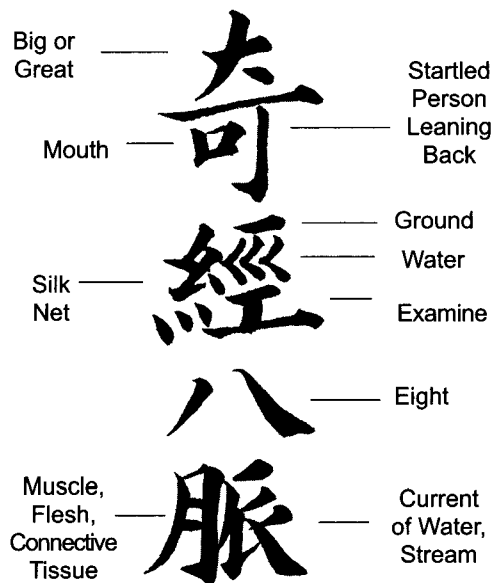 Big or
Great
奇
Startled
Person
Leaning
Back
Mouth
Ground
經
Water
Silk
Net
Examine
八
Eight
Muscle,
Flesh,
Connective
Tissue
脈
Current
of Water,
Stream